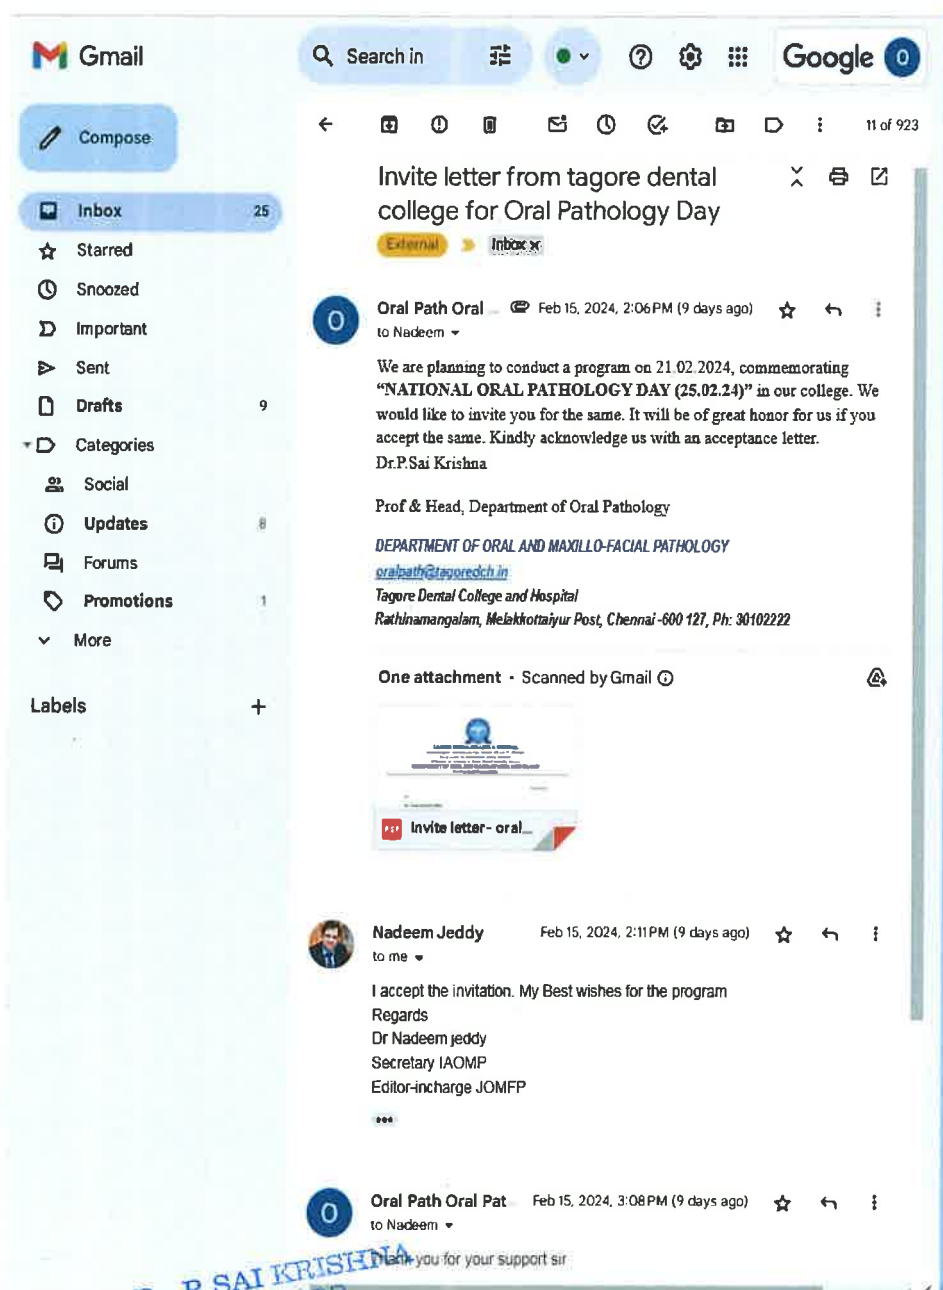 Gmail
Search in
Google
O
Compose
11 of 923
Invite letter from tagore dental
college for Oral Pathology Day
External
Inbox x
Inbox 25
Starred
Snoozed
Important
Sent
Drafts 9
Categories
Social
Updates 8
Forums
Promotions 1
More
Labels +
O
Oral Path Oral ... Feb 15, 2024, 2:06 PM (9 days ago)
to Nadeem
We are planning to conduct a program on 21.02.2024, commemorating
“NATIONAL ORAL PATHOLOGY DAY (25.02.24)” in our college. We
would like to invite you for the same. It will be of great honor for us if you
accept the same. Kindly acknowledge us with an acceptance letter.
Dr.P.Sai Krishna
Prof & Head, Department of Oral Pathology
DEPARTMENT OF ORAL AND MAXILLO-FACIAL PATHOLOGY
oralpath@tagoredch.in
Tagore Dental College and Hospital
Rathinamangalam, Melakkottaiyur Post, Chennai -600 127, Ph: 30102222
One attachment • Scanned by Gmail
PDF Invite letter- oral...
Nadeem Jeddy Feb 15, 2024, 2:11 PM (9 days ago)
to me
I accept the invitation. My Best wishes for the program
Regards
Dr Nadeem jeddy
Secretary IAOMP
Editor-incharge JOMFP
•••
O
Oral Path Oral Pat Feb 15, 2024, 3:08 PM (9 days ago)
to Nadeem
Thank you for your support sir
P SAI KRISHNA